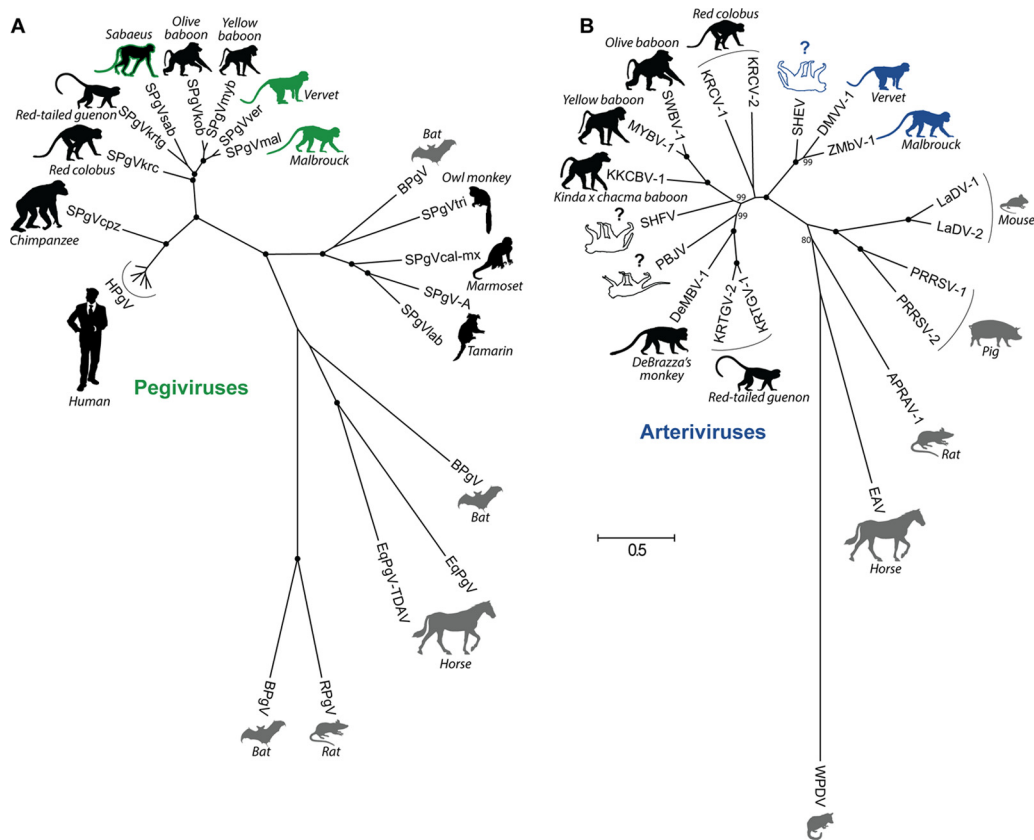 A
Sabaeus
Olive
baboon
Yellow
baboon
Vervet
Red-tailed guenon
Malbrouck
Red colobus
Chimpanzee
Human
SPgVsab
SPgVkob
SPgVmyb
SPgVver
SPgVmal
SPgVkrtg
SPgVkrc
SPgVcpz
HPgV
Bat
BPgV
Owl monkey
SPgVtri
SPgVcal-mx
Marmoset
SPgV-A
SPgVlab
Tamarin
Pegiviruses
BPgV
Bat
EqPgV
EqPgV-TDAV
Horse
BPgV
RPgV
Bat
Rat
B
Red colobus
Olive baboon
KRCV-1
KRCV-2
?
SHEV
DMVV-1
Vervet
ZMbV-1
Malbrouck
99
Yellow baboon
SWBV-1
MYBV-1
KKCBV-1
Kinda x chacma baboon
SHFV
?
PBJV
?
99
99
DeMBV-1
KRTGV-2
KRTGV-1
DeBrazza's
monkey
Red-tailed guenon
80
LaDV-1
LaDV-2
Mouse
PRRSV-1
PRRSV-2
Pig
APRAV-1
Rat
Arteriviruses
EAV
Horse
0.5
WPDV